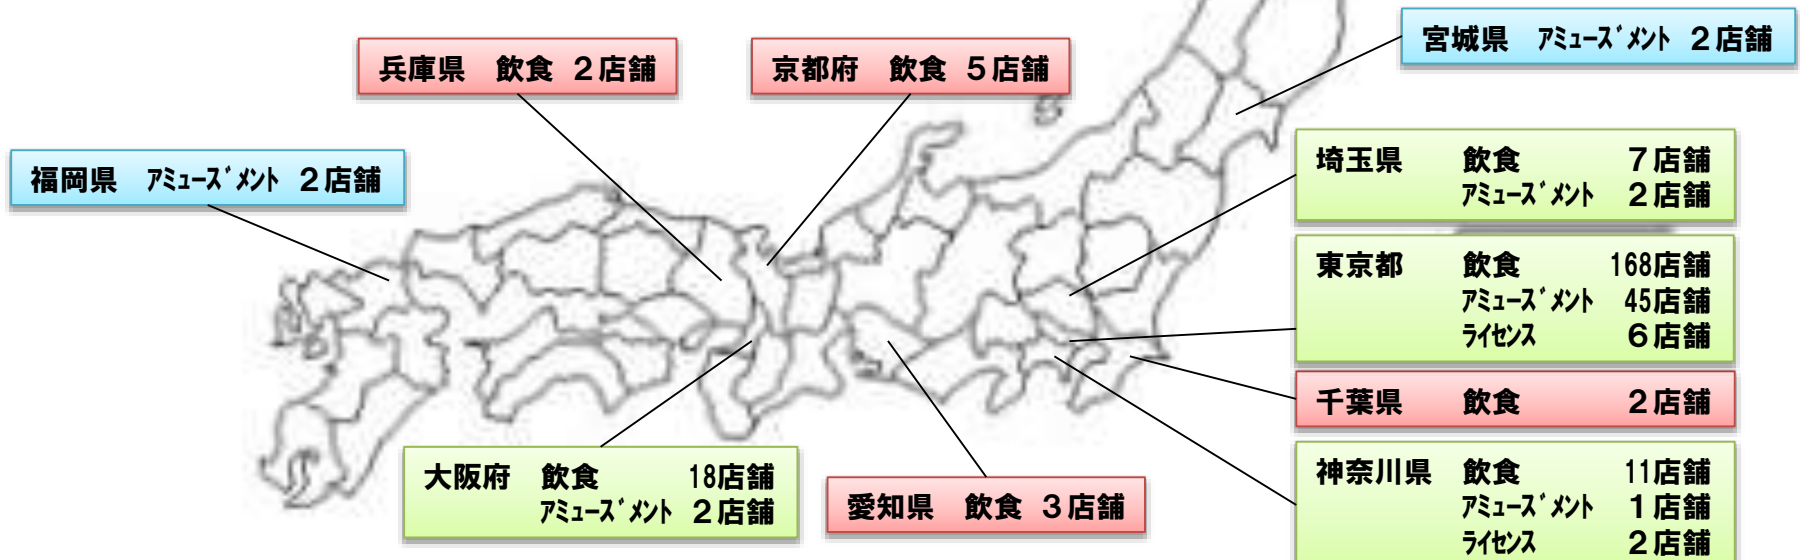 宮城県 ｱﾐｭｰｽﾞﾒﾝﾄ ２店舗
兵庫県 飲食 ２店舗
京都府 飲食 ５店舗
福岡県 ｱﾐｭｰｽﾞﾒﾝﾄ ２店舗
埼玉県 飲食 ７店舗
ｱﾐｭｰｽﾞﾒﾝﾄ ２店舗
東京都 飲食 168店舗
ｱﾐｭｰｽﾞﾒﾝﾄ 45店舗
ﾗｲｾﾝｽ ６店舗
千葉県 飲食 ２店舗
神奈川県 飲食 11店舗
ｱﾐｭｰｽﾞﾒﾝﾄ １店舗
ﾗｲｾﾝｽ ２店舗
大阪府 飲食 18店舗
ｱﾐｭｰｽﾞﾒﾝﾄ ２店舗
愛知県 飲食 ３店舗